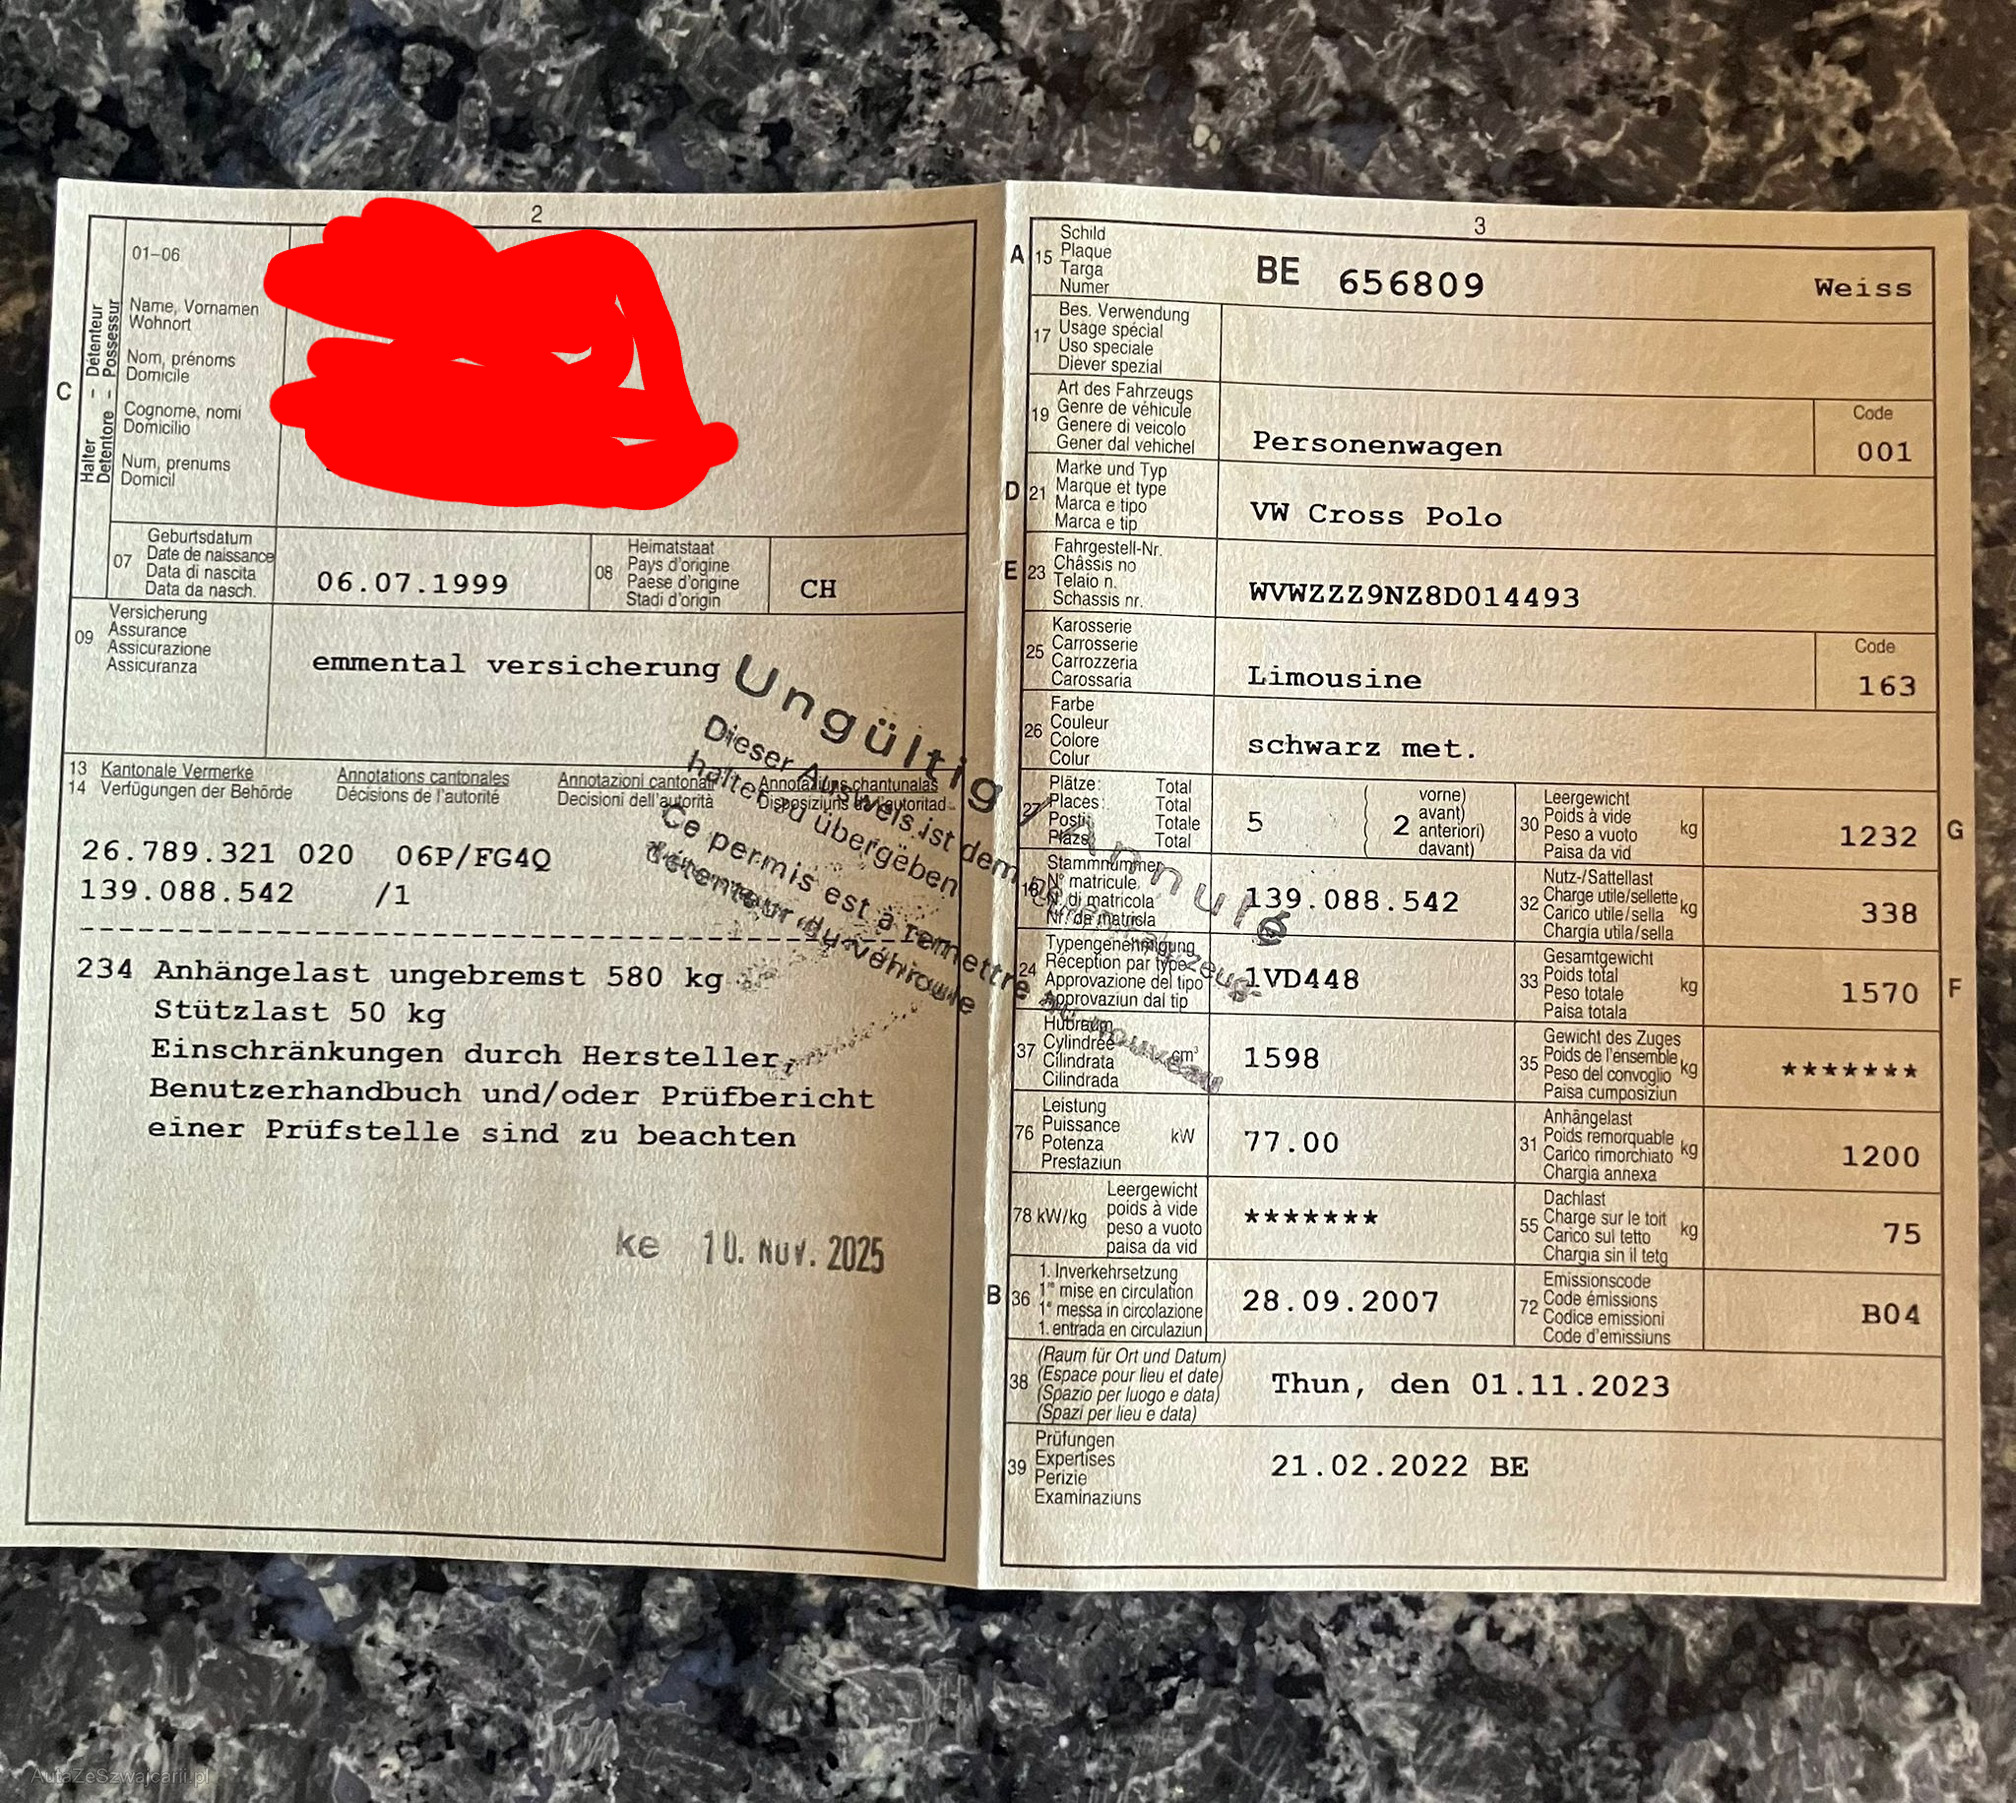 2
01-06
Name, Vornamen
Wohnort
Nom, prénoms
Domicile
Cognome, nomi
Domicilio
Num, prenums
Domicil
C
Halter - Détenteur
Detentore - Possessur
07
Geburtsdatum
Date de naissance
Data di nascita
Data da nasch.
06.07.1999
08
Heimatstaat
Pays d'origine
Paese d'origine
Stadi d'origin
CH
09
Versicherung
Assurance
Assicurazione
Assicuranza
emmental versicherung
13 Kantonale Vermerke Annotations cantonales Annotazioni cantonali Annotaziuns chantunalas
14 Verfügungen der Behörde Décisions de l'autorité Decisioni dell'autorità Disposiziuns da l'autoritad
26.789.321 020 06P/FG4Q
139.088.542 /1
234 Anhängelast ungebremst 580 kg
Stützlast 50 kg
Einschränkungen durch Hersteller,
Benutzerhandbuch und/oder Prüfbericht
einer Prüfstelle sind zu beachten
ke 10. NOV. 2025
Ungültig / Annulé
Dieser Ausweis ist dem neuen Fahrzeug-
halter zu übergeben
Ce permis est à remettre au nouveau
détenteur du véhicule
3
A 15
Schild
Plaque
Targa
Numer
BE 656809 Weiss
17
Bes. Verwendung
Usage spécial
Uso speciale
Diever spezial
19
Art des Fahrzeugs
Genre de véhicule
Genere di veicolo
Gener dal vehichel
Personenwagen
Code
001
D 21
Marke und Typ
Marque et type
Marca e tipo
Marca e tip
VW Cross Polo
E 23
Fahrgestell-Nr.
Châssis no
Telaio n.
Schassis nr.
WVWZZZ9NZ8D014493
25
Karosserie
Carrosserie
Carrozzeria
Carossaria
Limousine
Code
163
26
Farbe
Couleur
Colore
Colur
schwarz met.
27
Plätze: Total
Places: Total
Posti: Totale
Plazs: Total
5
2
vorne)
avant)
anteriori)
davant)
30
Leergewicht
Poids à vide
Peso a vuoto
Paisa da vid
kg
1232
G
18
Stammnummer
N° matricule
N. di matricola
Nr. da matricla
139.088.542
32
Nutz-/Sattellast
Charge utile/sellette
Carico utile/sella
Chargia utila/sella
kg
338
24
Typengenehmigung
Réception par type
Approvazione del tipo
Approvaziun dal tip
1VD448
33
Gesamtgewicht
Poids total
Peso totale
Paisa totala
kg
1570
F
37
Hubraum
Cylindrée
Cilindrata
Cilindrada
cm³
1598
35
Gewicht des Zuges
Poids de l'ensemble
Peso del convoglio
Paisa cumposiziun
kg
*******
76
Leistung
Puissance
Potenza
Prestaziun
kW
77.00
31
Anhängelast
Poids remorquable
Carico rimorchiato
Chargia annexa
kg
1200
78 kW/kg
Leergewicht
poids à vide
peso a vuoto
paisa da vid
*******
55
Dachlast
Charge sur le toit
Carico sul tetto
Chargia sin il tetg
kg
75
B 36
1. Inverkehrsetzung
1re mise en circulation
1a messa in circolazione
1. entrada en circulaziun
28.09.2007
72
Emissionscode
Code émissions
Codice emissioni
Code d'emissiuns
B04
38
(Raum für Ort und Datum)
(Espace pour lieu et date)
(Spazio per luogo e data)
(Spazi per lieu e data)
Thun, den 01.11.2023
39
Prüfungen
Expertises
Perizie
Examinaziuns
21.02.2022 BE
AutaZeSzwajcarii.pl